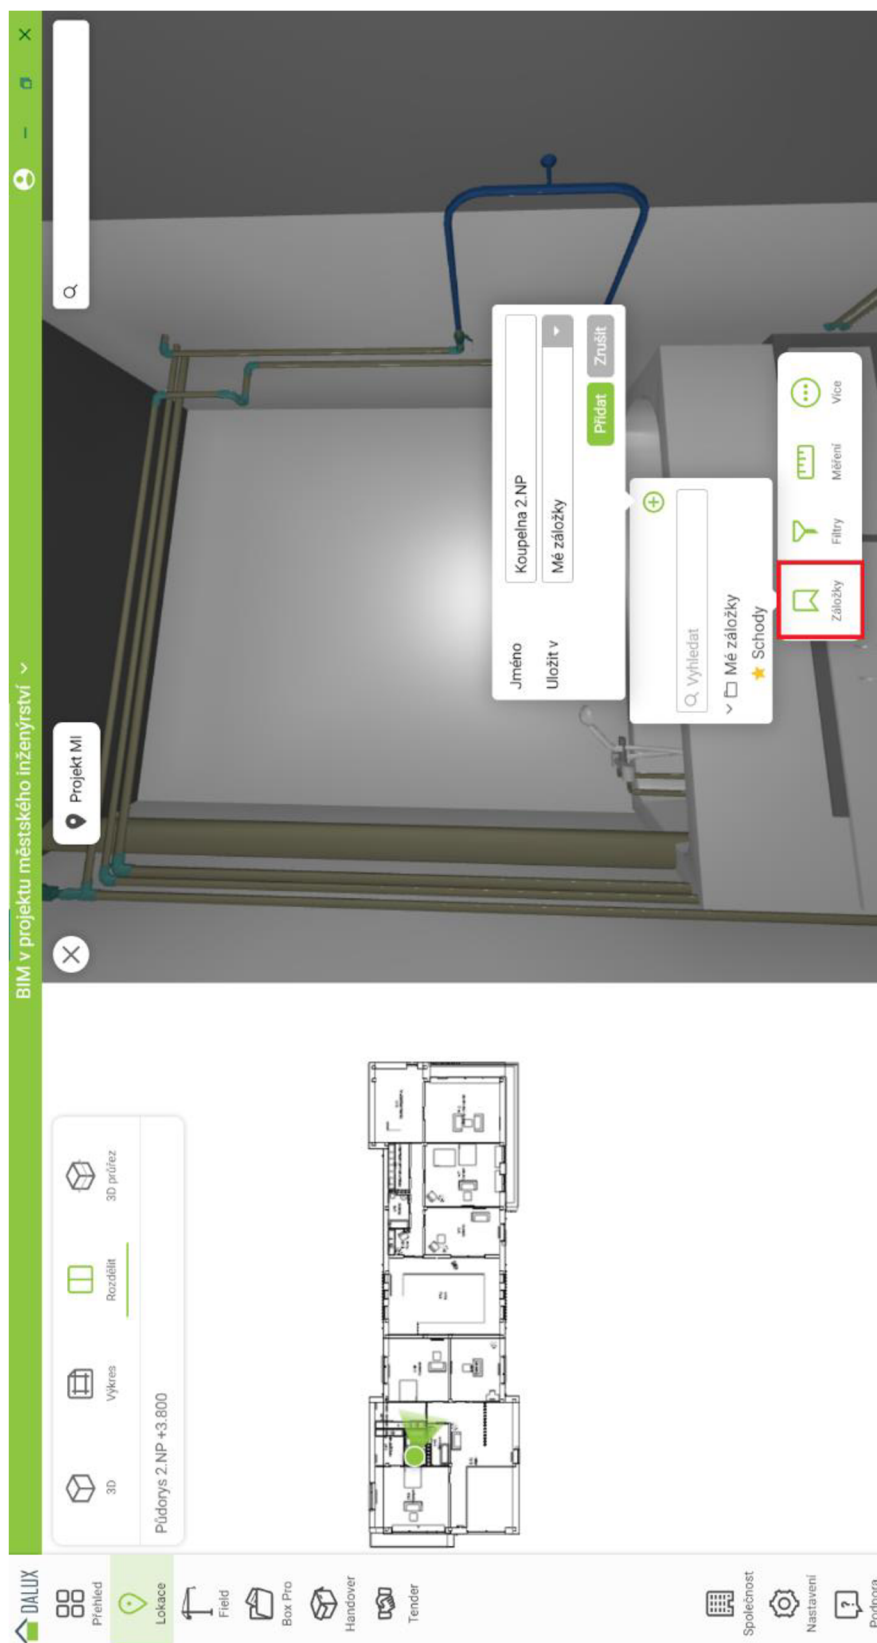 DALUX
BIM v projektu městského inženýrství
Přehled
Lokace
Field
Box Pro
Handover
Tender
Společnost
Nastavení
Podpora
3D
Výkres
Rozdělit
3D průřez
Půdorys 2.NP +3.800
Projekt MI
Jméno
Koupelna 2.NP
Uložit v
Mé záložky
Přidat
Zrušit
Vyhledat
Mé záložky
Schody
Záložky
Filtry
Měření
Více